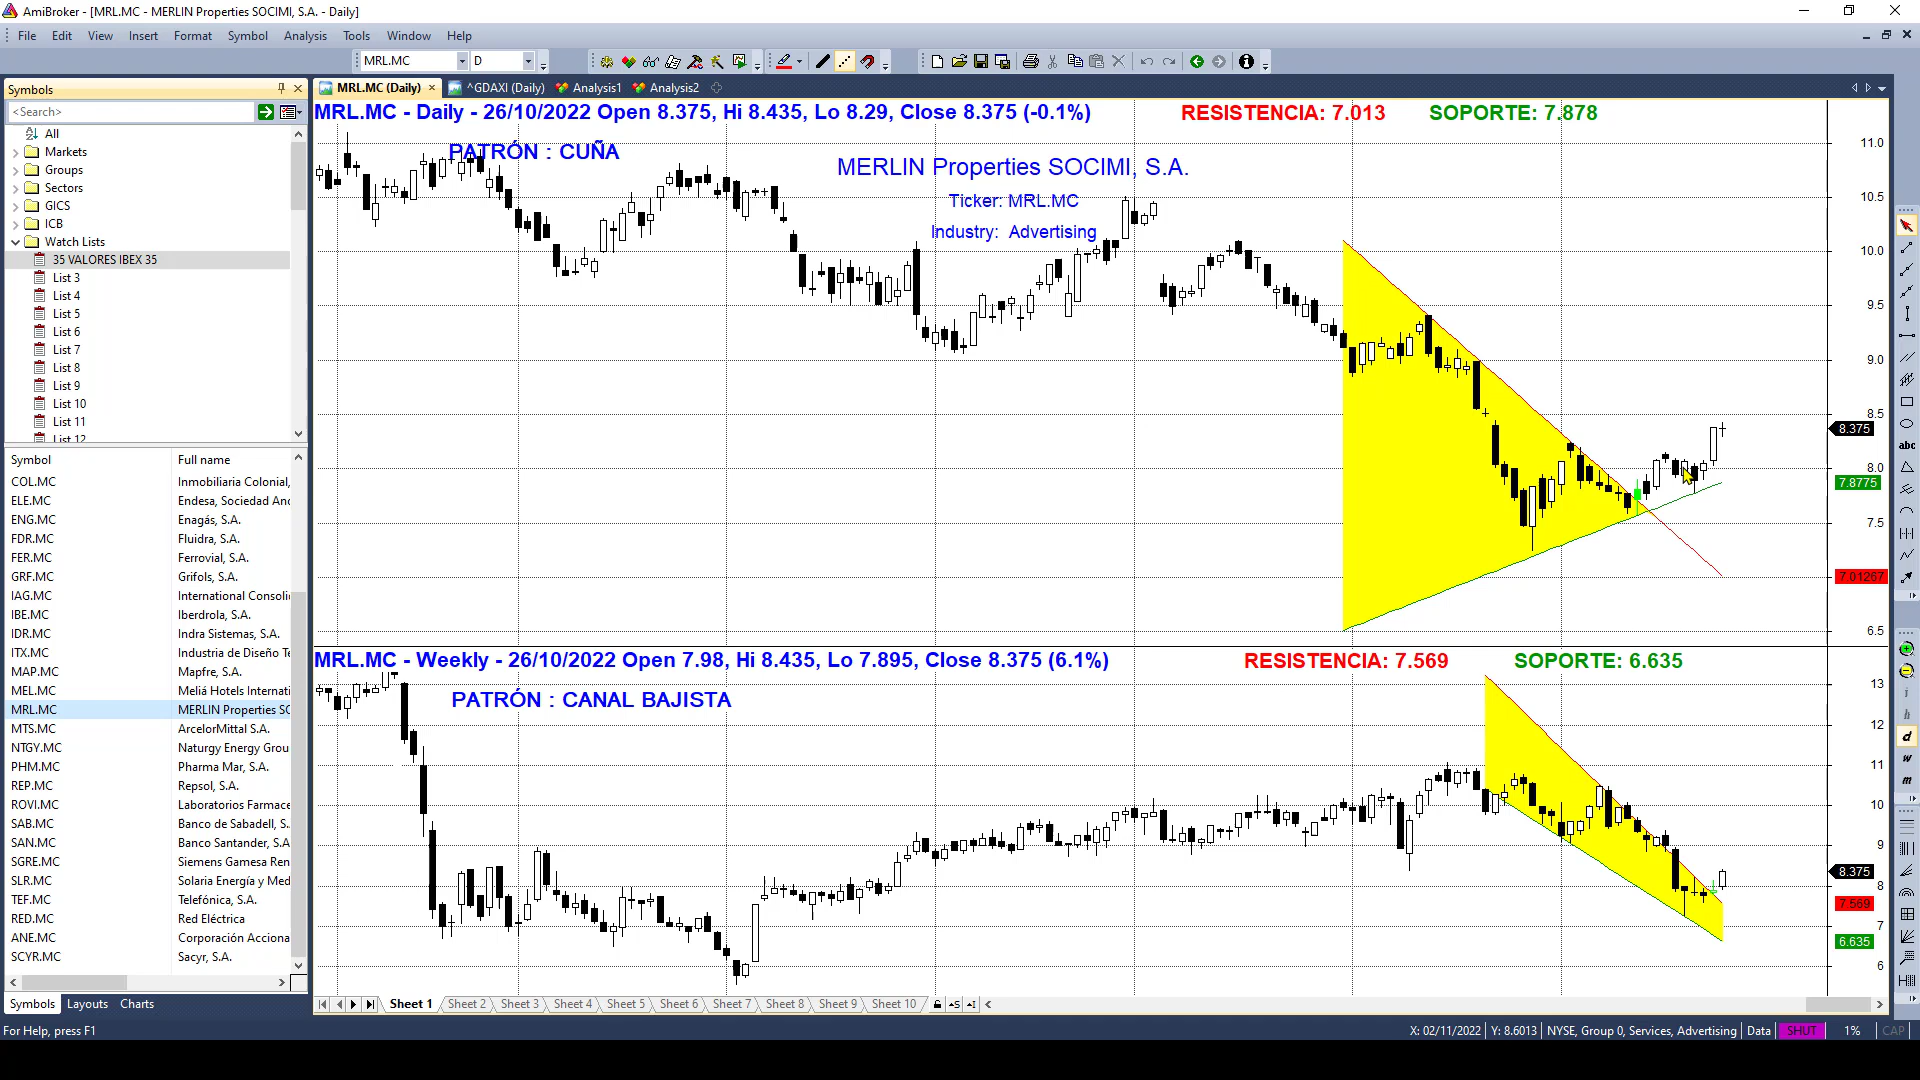 AmiBroker - [MRL.MC - MERLIN Properties SOCIMI, S.A. - Daily]
File Edit View Insert Format Symbol Analysis Tools Window Help
MRL.MC D
Symbols
MRL.MC (Daily) ^GDAXI (Daily) Analysis1 Analysis2
<Search>
MRL.MC - Daily - 26/10/2022 Open 8.375, Hi 8.435, Lo 8.29, Close 8.375 (-0.1%) RESISTENCIA: 7.013 SOPORTE: 7.878
PATRÓN : CUÑA
MERLIN Properties SOCIMI, S.A.
Ticker: MRL.MC
Industry: Advertising
11.0
10.5
10.0
9.5
9.0
8.5
8.375
8.0
7.8775
7.5
7.01267
6.5
All
Markets
Groups
Sectors
GICS
ICB
Watch Lists
35 VALORES IBEX 35
List 3
List 4
List 5
List 6
List 7
List 8
List 9
List 10
List 11
List 12
Symbol Full name
COL.MC Inmobiliaria Colonial,
ELE.MC Endesa, Sociedad An
ENG.MC Enagás, S.A.
FDR.MC Fluidra, S.A.
FER.MC Ferrovial, S.A.
GRF.MC Grifols, S.A.
IAG.MC International Consoli
IBE.MC Iberdrola, S.A.
IDR.MC Indra Sistemas, S.A.
ITX.MC Industria de Diseño Te
MAP.MC Mapfre, S.A.
MEL.MC Meliá Hotels Internati
MRL.MC MERLIN Properties SO
MTS.MC ArcelorMittal S.A.
NTGY.MC Naturgy Energy Grou
PHM.MC Pharma Mar, S.A.
REP.MC Repsol, S.A.
ROVI.MC Laboratorios Farmace
SAB.MC Banco de Sabadell, S.
SAN.MC Banco Santander, S.A
SGRE.MC Siemens Gamesa Ren
SLR.MC Solaria Energía y Med
TEF.MC Telefónica, S.A.
RED.MC Red Eléctrica
ANE.MC Corporación Acciona
SCYR.MC Sacyr, S.A.
MRL.MC - Weekly - 26/10/2022 Open 7.98, Hi 8.435, Lo 7.895, Close 8.375 (6.1%) RESISTENCIA: 7.569 SOPORTE: 6.635
PATRÓN : CANAL BAJISTA
13
12
11
10
9
8.375
8
7.569
7
6.635
6
abc
d
w
m
Symbols Layouts Charts
Sheet 1 Sheet 2 Sheet 3 Sheet 4 Sheet 5 Sheet 6 Sheet 7 Sheet 8 Sheet 9 Sheet 10
For Help, press F1
X: 02/11/2022 Y: 8.6013 NYSE, Group 0, Services, Advertising Data SHUT 1% CAP